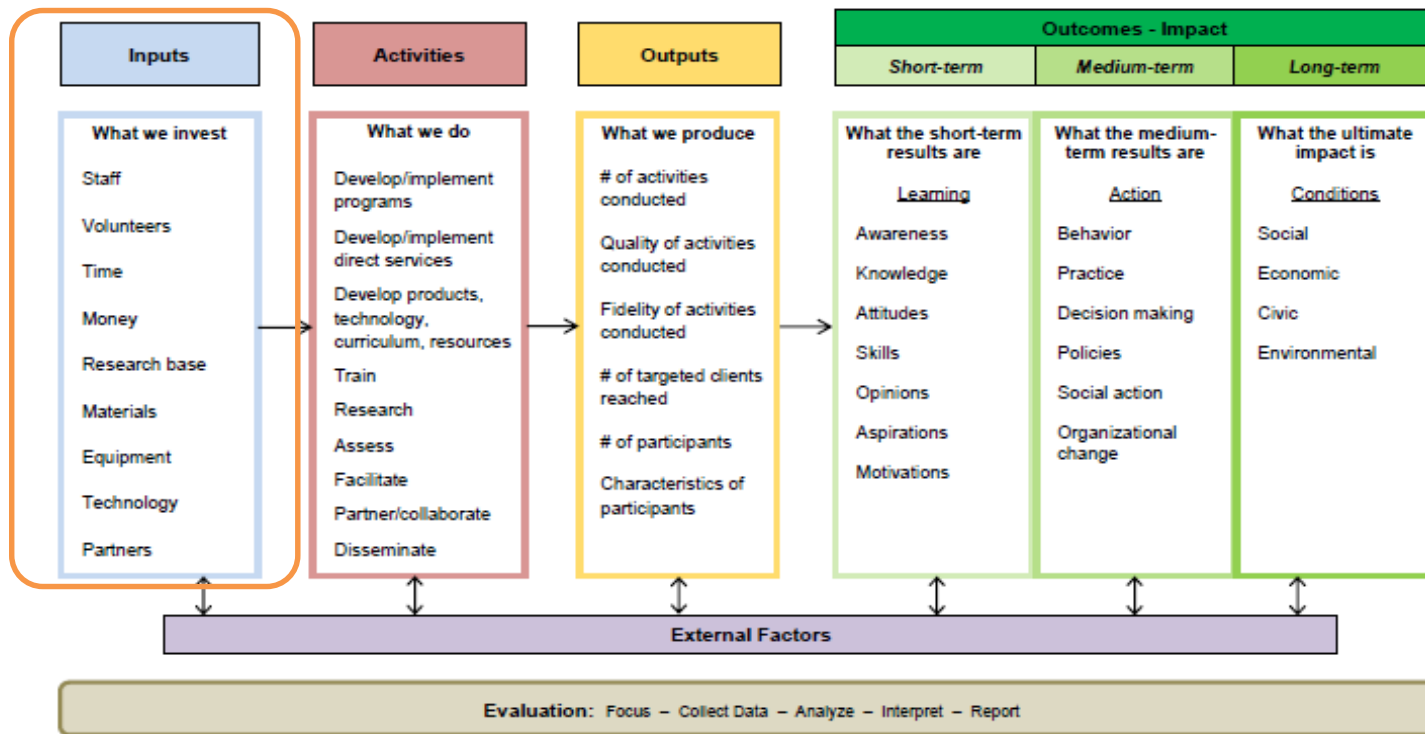 Inputs
Activities
Outputs
Outcomes - Impact
Short-term
Medium-term
Long-term
What we invest
Staff
Volunteers
Time
Money
Research base
Materials
Equipment
Technology
Partners
What we do
Develop/implement
programs
Develop/implement
direct services
Develop products,
technology,
curriculum, resources
Train
Research
Assess
Facilitate
Partner/collaborate
Disseminate
What we produce
# of activities
conducted
Quality of activities
conducted
Fidelity of activities
conducted
# of targeted clients
reached
# of participants
Characteristics of
participants
What the short-term
results are
Learning
Awareness
Knowledge
Attitudes
Skills
Opinions
Aspirations
Motivations
What the medium-
term results are
Action
Behavior
Practice
Decision making
Policies
Social action
Organizational
change
What the ultimate
impact is
Conditions
Social
Economic
Civic
Environmental
External Factors
Evaluation: Focus – Collect Data – Analyze – Interpret – Report